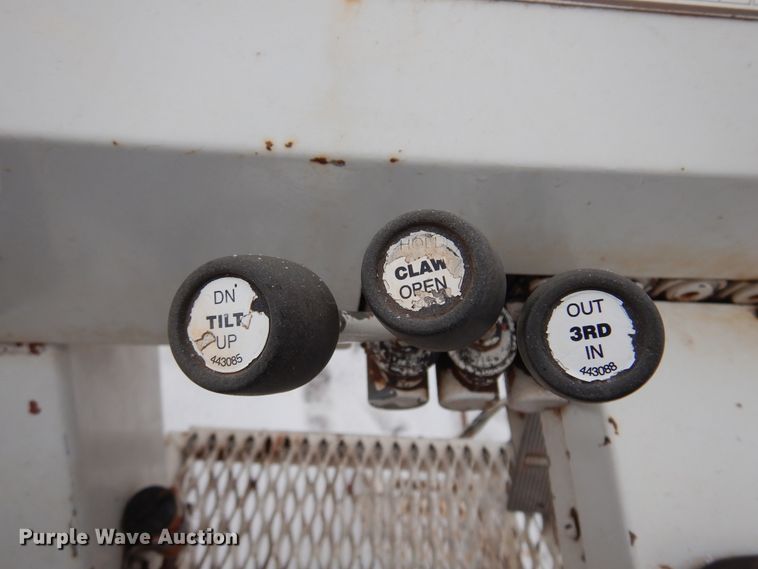 DN
TILT
UP
443085
CLAW
OPEN
OUT
3RD
IN
443088
Purple Wave Auction